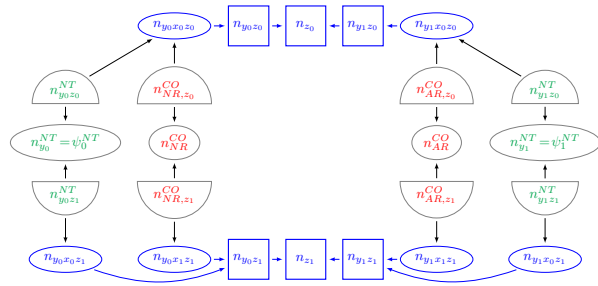 n_{y_0x_0z_0} n_{y_0z_0} n_{z_0} n_{y_1z_0} n_{y_1x_0z_0}
n^{NT}_{y_0z_0} n^{CO}_{NR,z_0} n^{CO}_{AR,z_0} n^{NT}_{y_1z_0}
n^{NT}_{y_0} = ψ^{NT}_0 n^{CO}_{NR} n^{CO}_{AR} n^{NT}_{y_1} = ψ^{NT}_1
n^{NT}_{y_0z_1} n^{CO}_{NR,z_1} n^{CO}_{AR,z_1} n^{NT}_{y_1z_1}
n_{y_0x_0z_1} n_{y_0x_1z_1} n_{y_0z_1} n_{z_1} n_{y_1z_1} n_{y_1x_1z_1} n_{y_1x_0z_1}